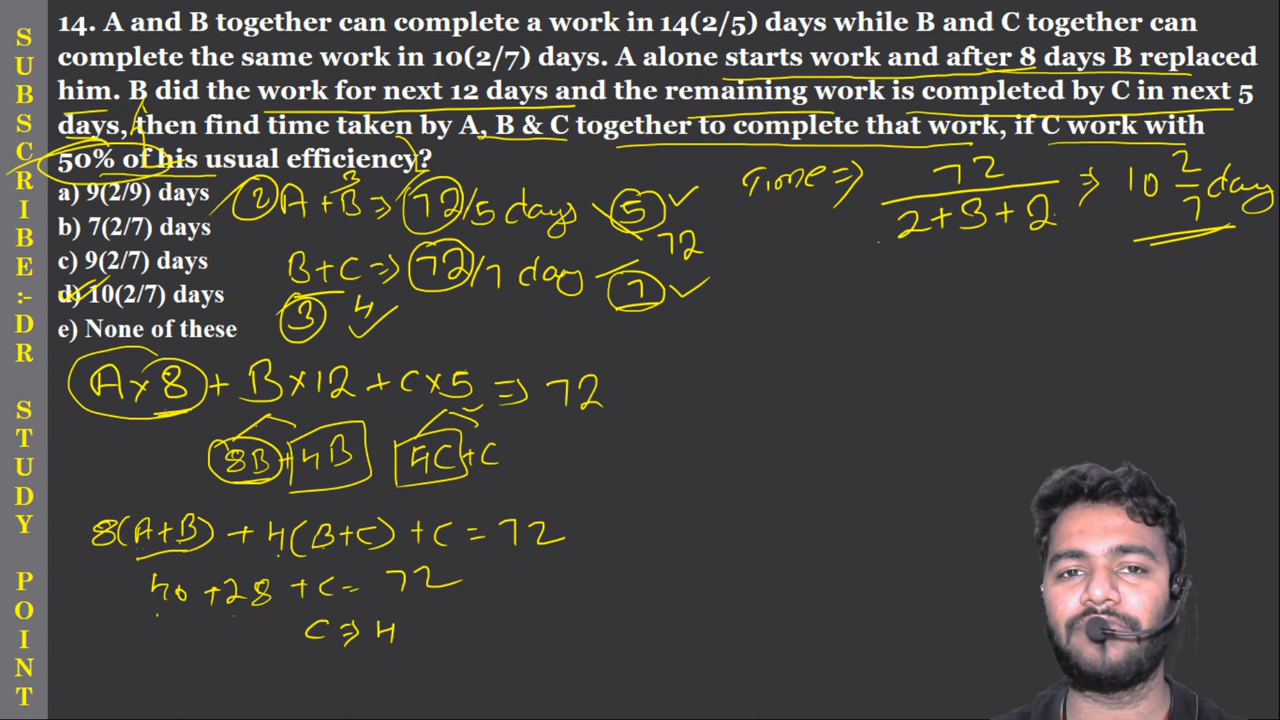 SUBSCRIBE:-DR STUDY POINT
14. A and B together can complete a work in 14(2/5) days while B and C together can
complete the same work in 10(2/7) days. A alone starts work and after 8 days B replaced
him. B did the work for next 12 days and the remaining work is completed by C in next 5
days, then find time taken by A, B & C together to complete that work, if C work with
50% of his usual efficiency?
a) 9(2/9) days
b) 7(2/7) days
c) 9(2/7) days
d) 10(2/7) days
e) None of these
② A + B ⇒ 72/5 days 5
3
72
B+C ⇒ 72/7 day 7
3 4
Time ⇒ 72/2+3+2 ⇒ 10 2/7 day
A×8 + B×12 + C×5 ⇒ 72
8B+4B 4C+C
8(A+B) + 4(B+C) + C = 72
40 + 28 + C = 72
C ⇒ 4